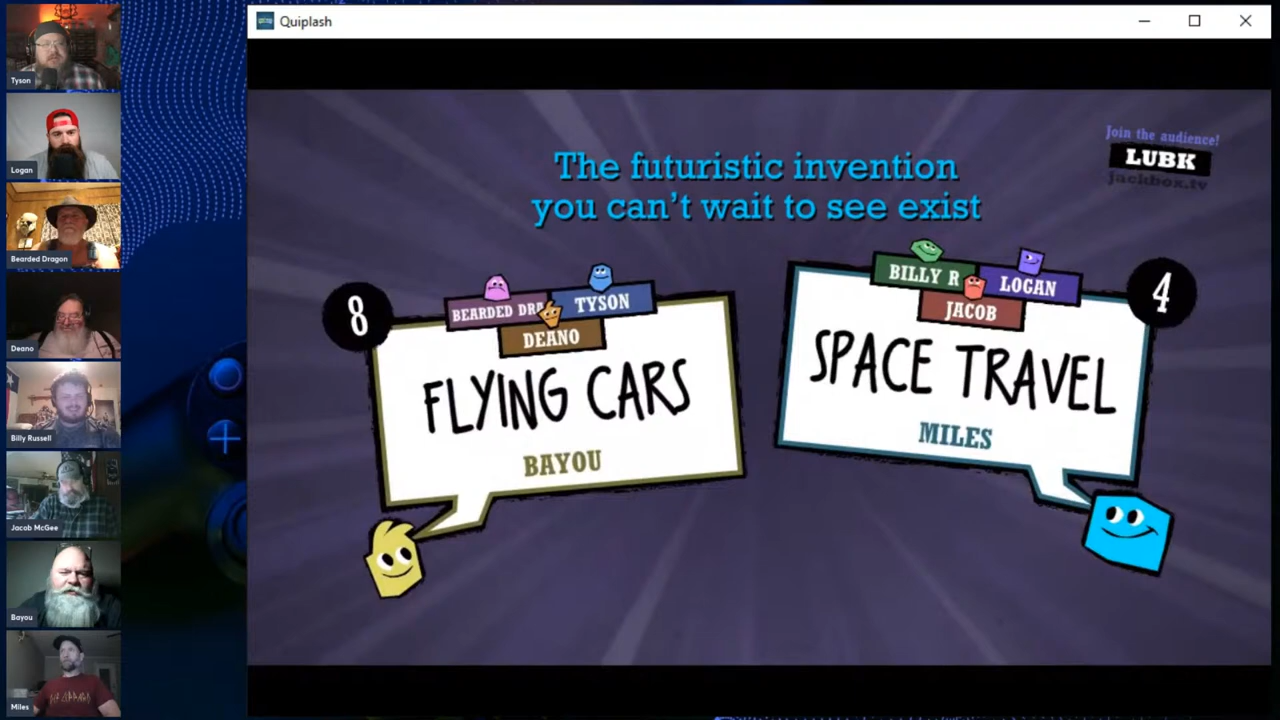 Quiplash
Tyson
Logan
Bearded Dragon
Deano
Billy Russell
Jacob McGee
Bayou
Miles
Join the audience!
LUBK
jackbox.tv
The futuristic invention
you can't wait to see exist
8
BEARDED DRA
TYSON
DEANO
FLYING CARS
BAYOU
BILLY R
LOGAN
JACOB
4
SPACE TRAVEL
MILES